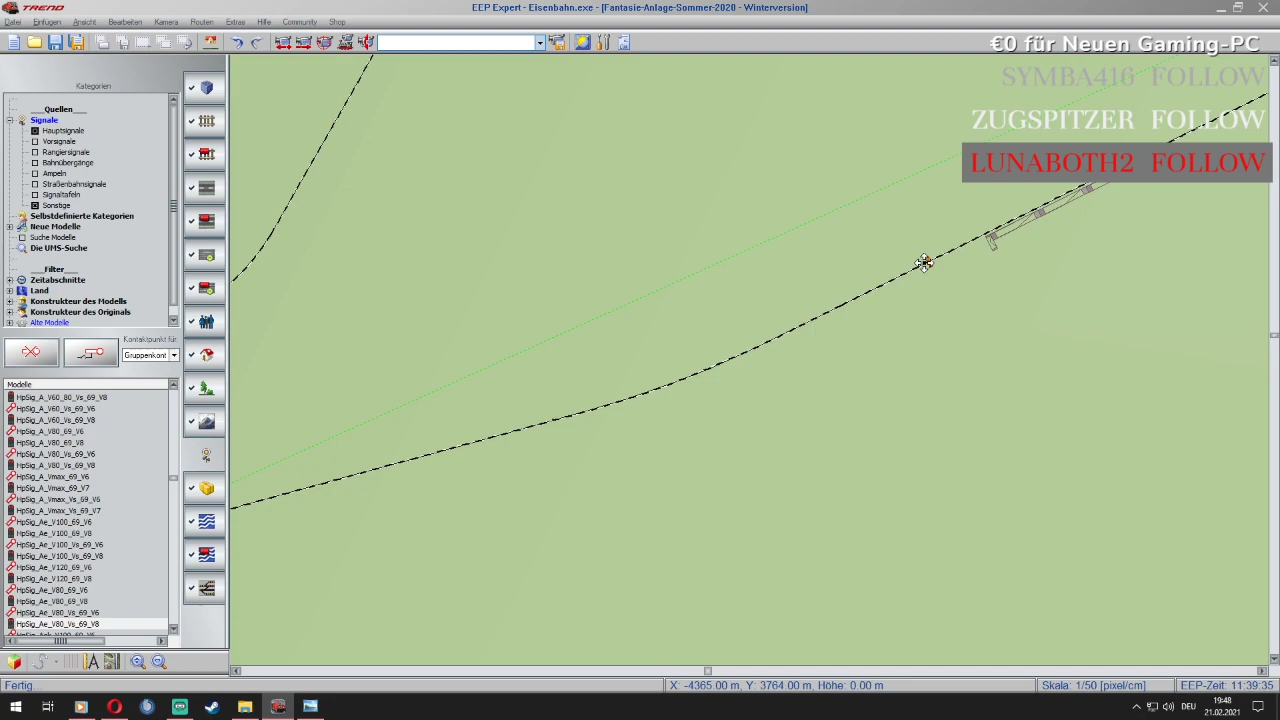 TREND
EEP Expert - Eisenbahn.exe - [Fantasie-Anlage-Sommer-2020 - Winterversion]
Datei Einfügen Ansicht Bearbeiten Kamera Routen Extras Hilfe Community Shop
€0 für Neuen Gaming-PC
SYMBA416 FOLLOW
ZUGSPITZER FOLLOW
LUNABOTH2 FOLLOW
Kategorien
___Quellen___
Signale
Hauptsignale
Vorsignale
Rangiersignale
Bahnübergänge
Ampeln
Straßenbahnsignale
Signaltafeln
Sonstige
Selbstdefinierte Kategorien
Neue Modelle
Suche Modelle
Die UMS-Suche
___Filter___
Zeitabschnitte
Land
Konstrukteur des Modells
Konstrukteur des Originals
Alte Modelle
Kontaktpunkt für:
Gruppenkont
Modelle
HpSig_A_V60_80_Vs_69_V8
HpSig_A_V60_Vs_69_V6
HpSig_A_V60_Vs_69_V8
HpSig_A_V80_69_V6
HpSig_A_V80_69_V8
HpSig_A_V80_Vs_69_V6
HpSig_A_V80_Vs_69_V8
HpSig_A_Vmax_69_V6
HpSig_A_Vmax_69_V7
HpSig_A_Vmax_Vs_69_V6
HpSig_A_Vmax_Vs_69_V7
HpSig_Ae_V100_69_V6
HpSig_Ae_V100_69_V8
HpSig_Ae_V100_Vs_69_V6
HpSig_Ae_V100_Vs_69_V8
HpSig_Ae_V120_69_V6
HpSig_Ae_V120_69_V8
HpSig_Ae_V80_69_V6
HpSig_Ae_V80_69_V8
HpSig_Ae_V80_Vs_69_V6
HpSig_Ae_V80_Vs_69_V8
Fertig...
X: -4365.00 m, Y: 3764.00 m, Höhe: 0.00 m
Skala: 1/50 [pixel/cm]
EEP-Zeit: 11:39:35
DEU
19:48
21.02.2021